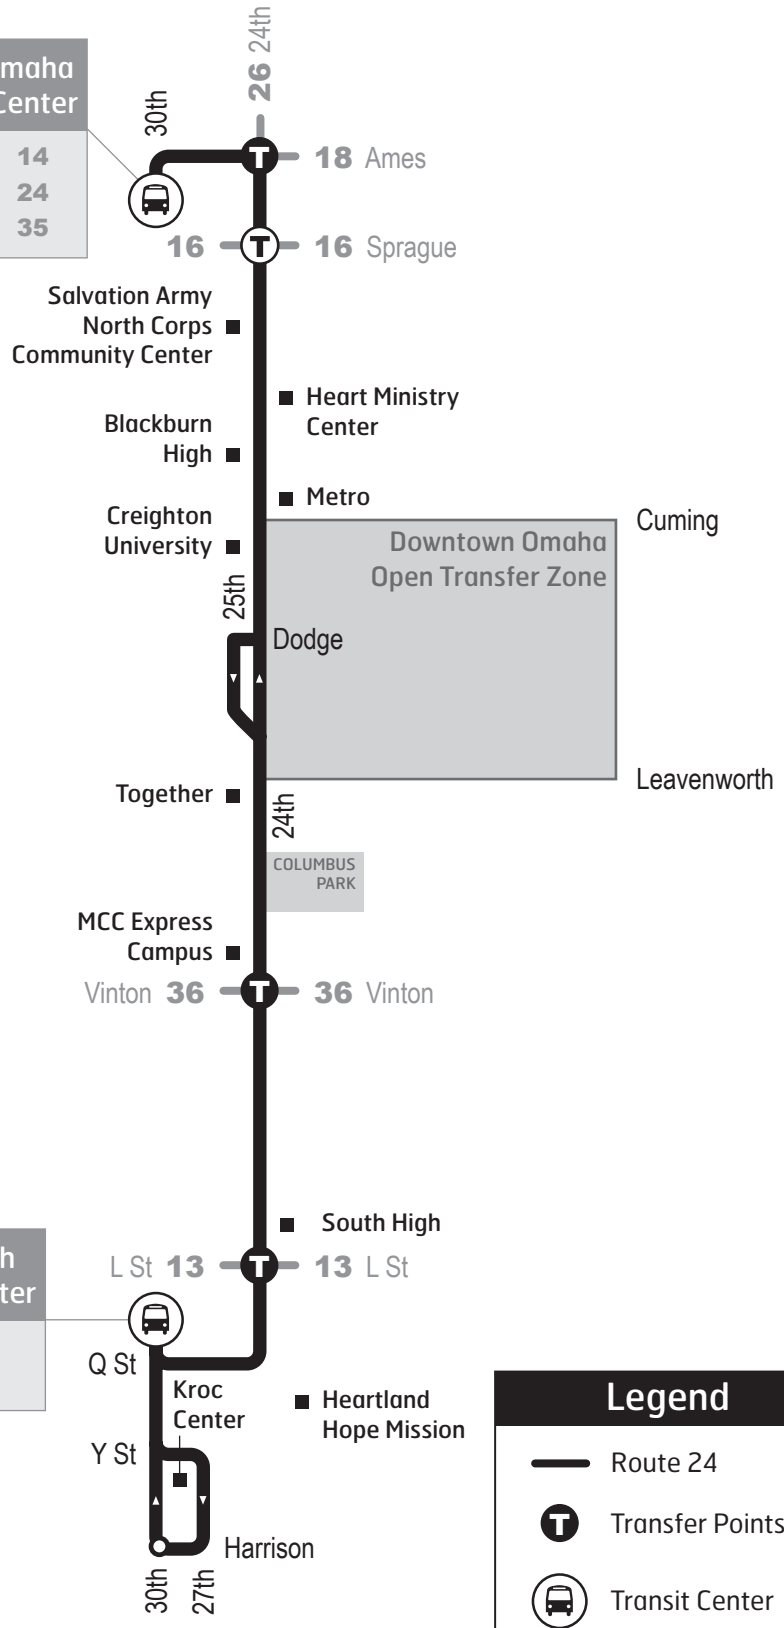 26 24th
maha
Center
14
24
35
30th
T 18 Ames
16 T 16 Sprague
Salvation Army
North Corps
Community Center
Heart Ministry
Center
Blackburn
High
Metro
Creighton
University
Cuming
Downtown Omaha
Open Transfer Zone
25th
Dodge
Leavenworth
Together
24th
COLUMBUS
PARK
MCC Express
Campus
Vinton 36 T 36 Vinton
South High
L St 13 T 13 L St
h
ter
Q St
Kroc
Center
Heartland
Hope Mission
Y St
Harrison
30th
27th
Legend
Route 24
T Transfer Points
Transit Center